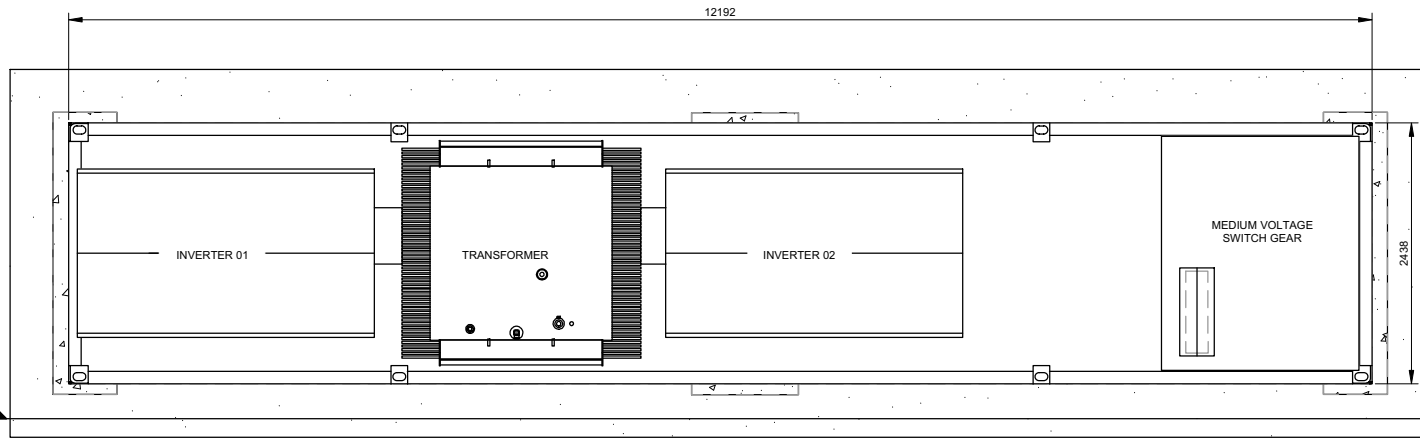 12192
INVERTER 01
TRANSFORMER
INVERTER 02
MEDIUM VOLTAGE
SWITCH GEAR
2438